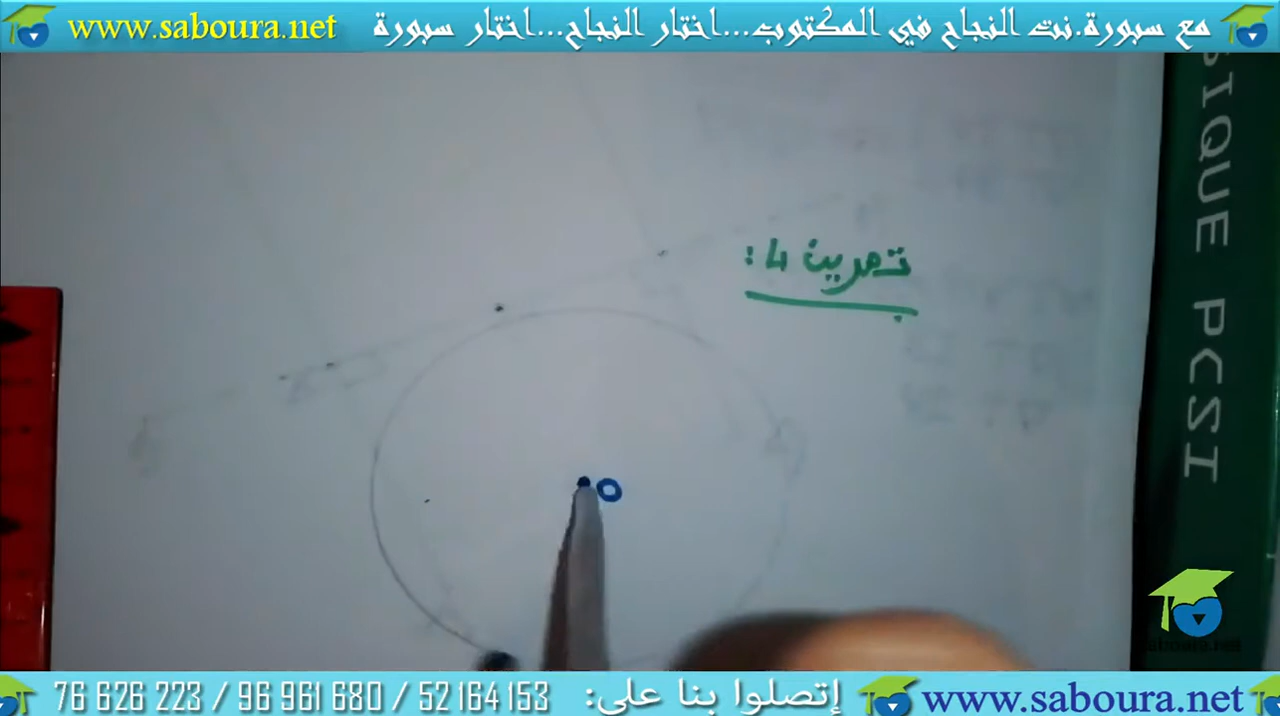 www.saboura.net مع سبورة.نت النجاح في المكتوب...اختار النجاح...اختار سبورة
تمرين 4:
O
SIQUE PCSI
76 626 223 / 96 961 680 / 52 164 153 إتصلوا بنا على: www.saboura.net